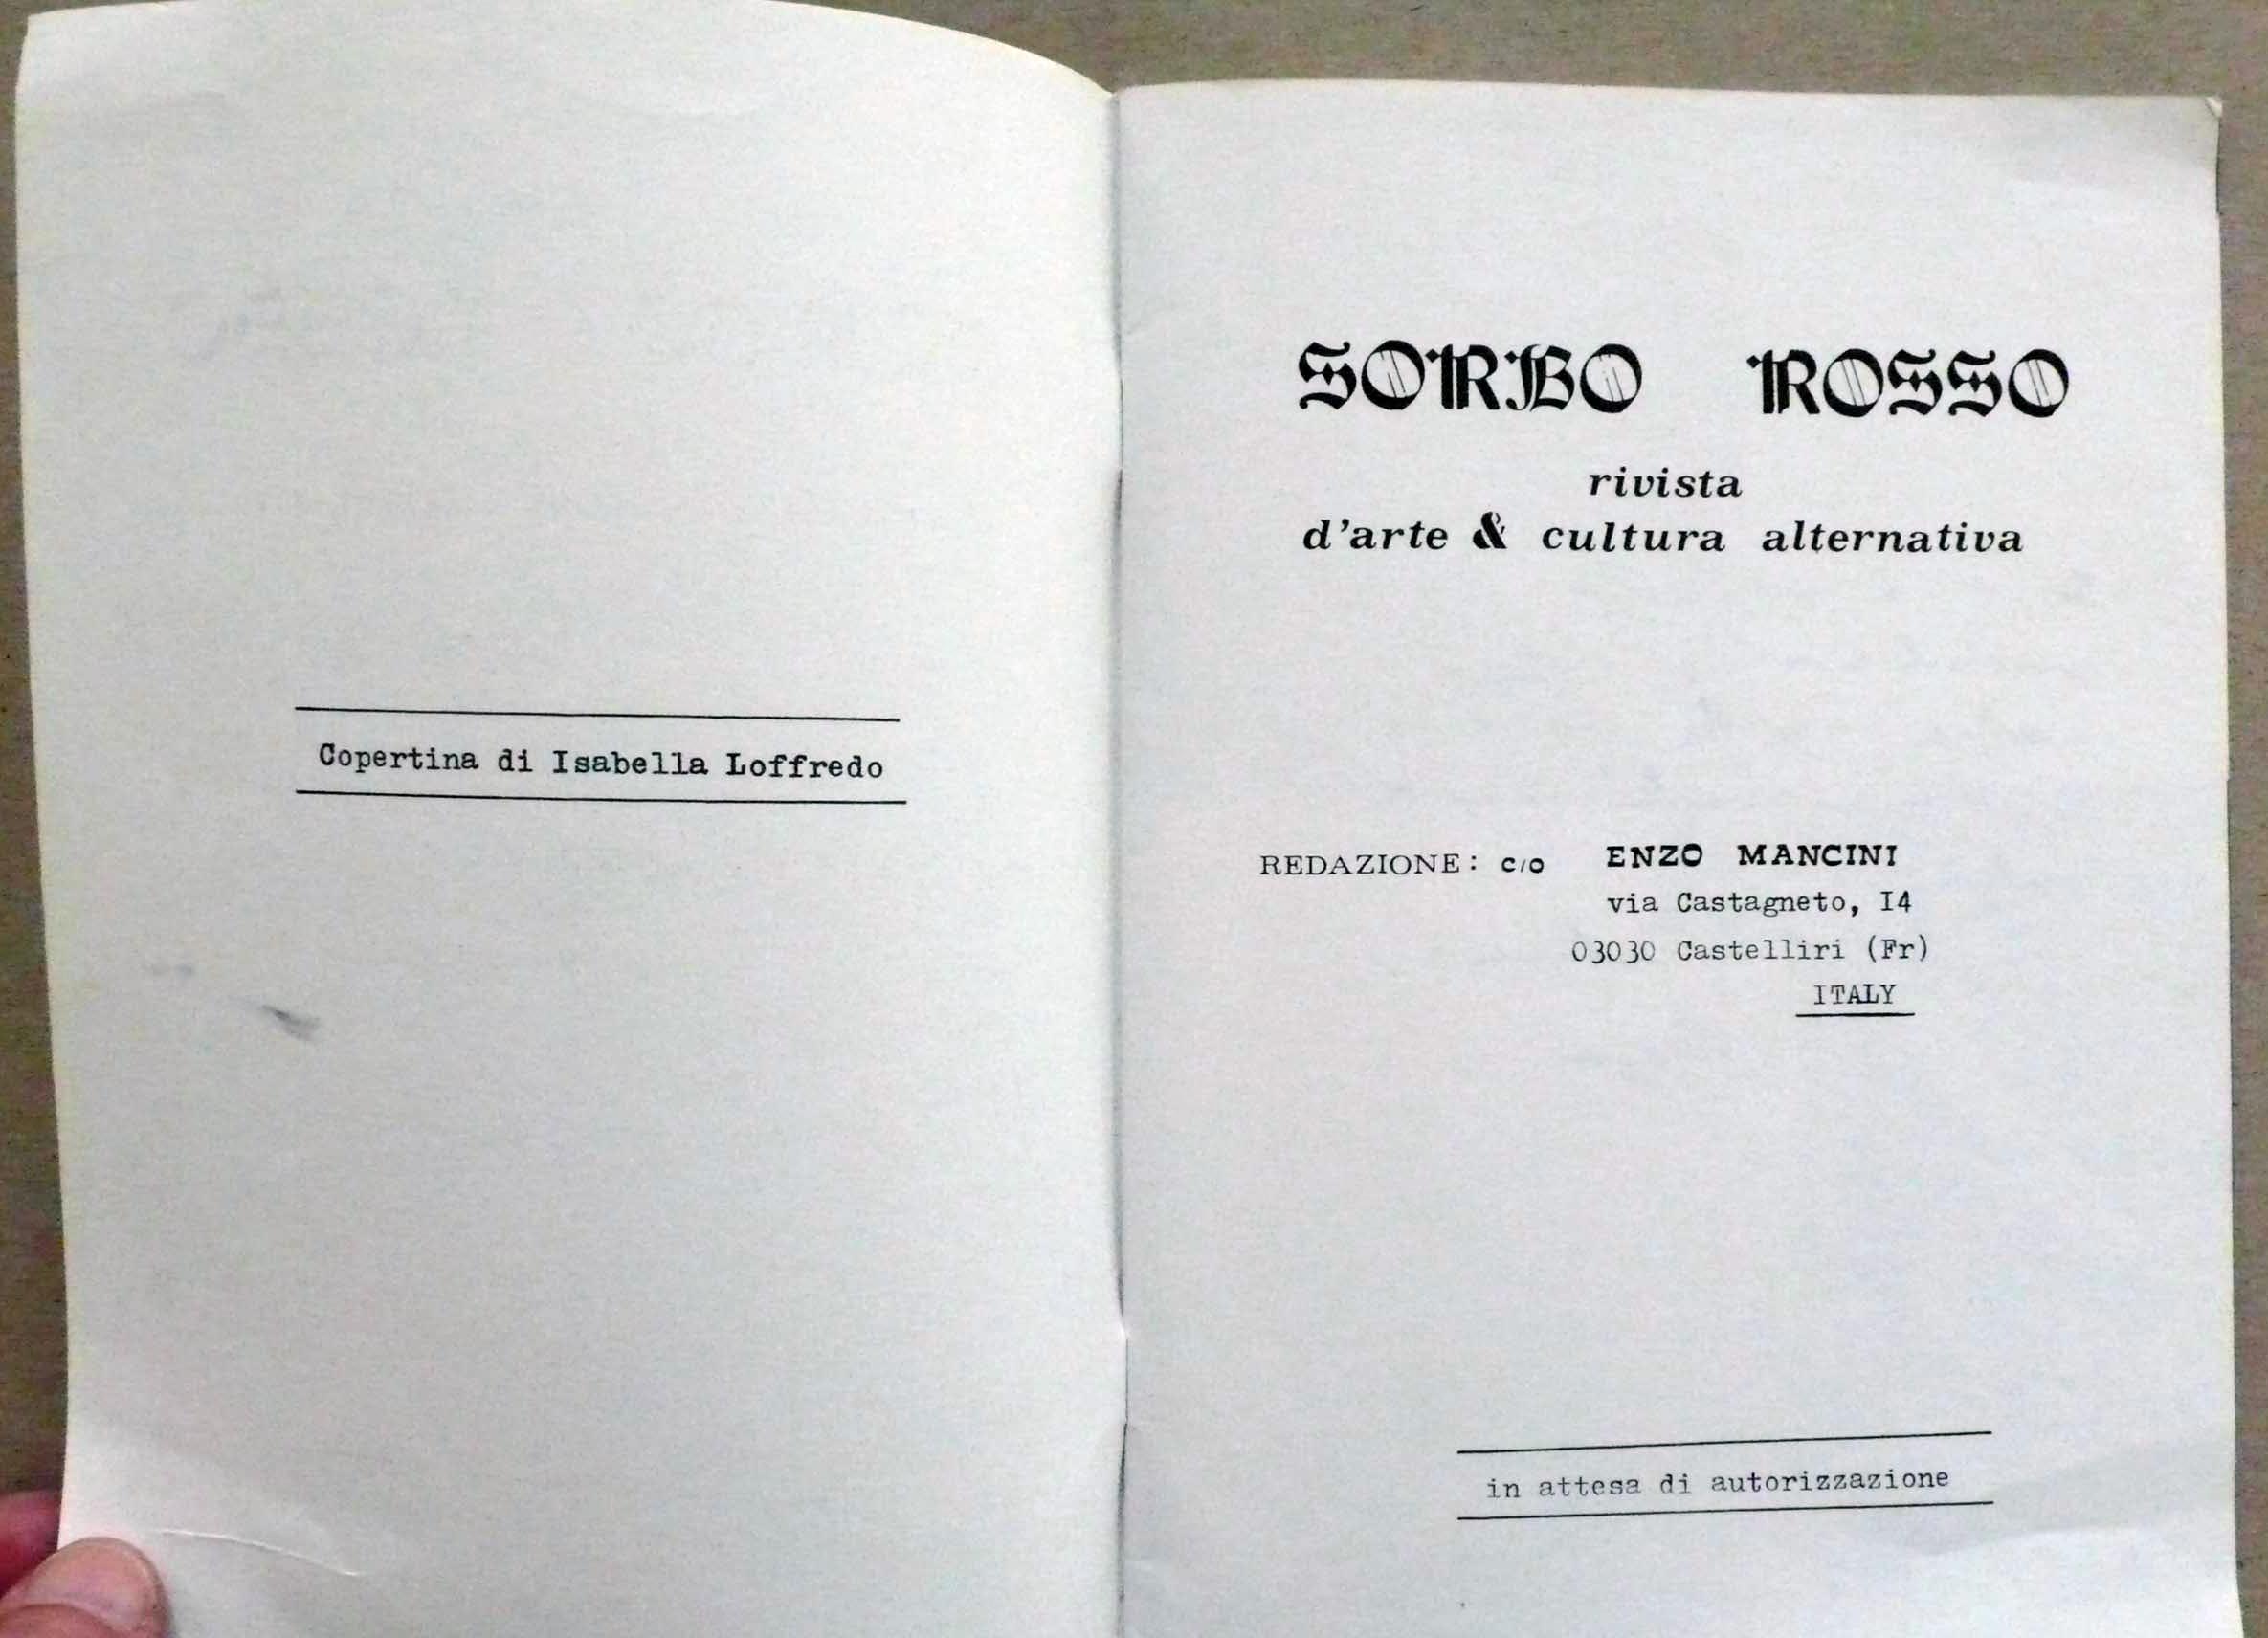 Copertina di Isabella Loffredo
SORBO ROSSO
rivista
d'arte & cultura alternativa
REDAZIONE: c/o ENZO MANCINI
via Castagneto, I4
03030 Castelliri (Fr)
ITALY
in attesa di autorizzazione